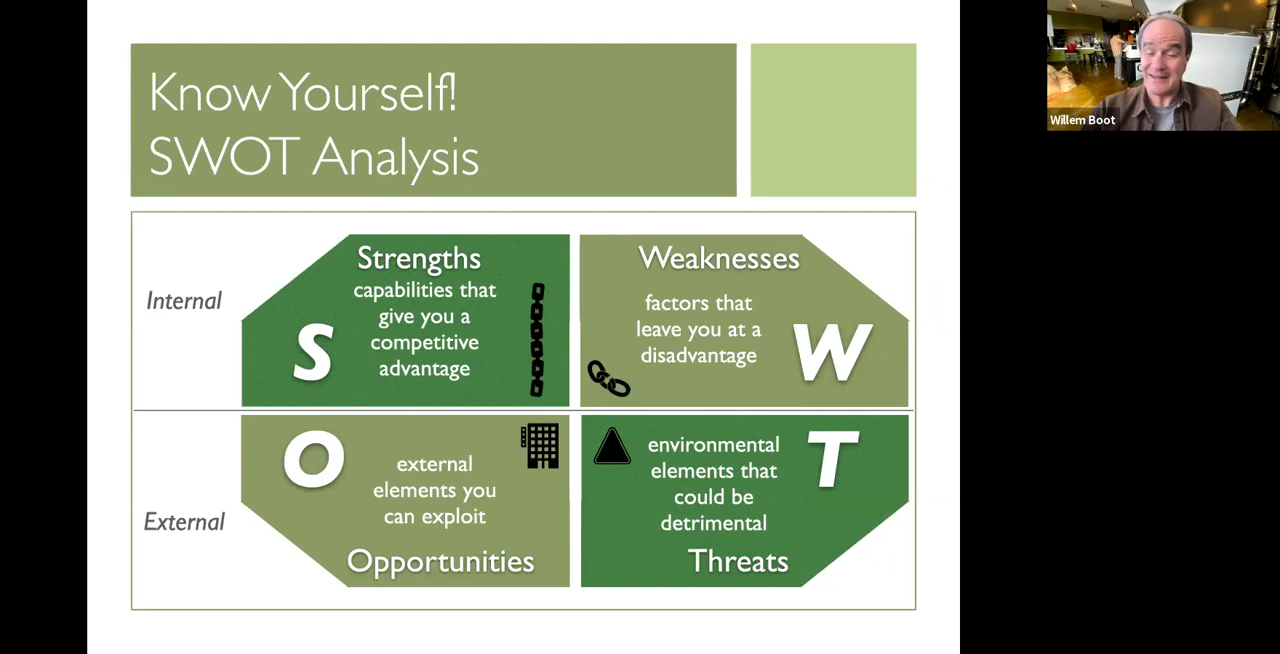 Know Yourself!
SWOT Analysis
Willem Boot
Internal
Strengths
capabilities that
give you a
competitive
advantage
S
Weaknesses
factors that
leave you at a
disadvantage
W
External
O
external
elements you
can exploit
Opportunities
environmental
elements that
could be
detrimental
T
Threats